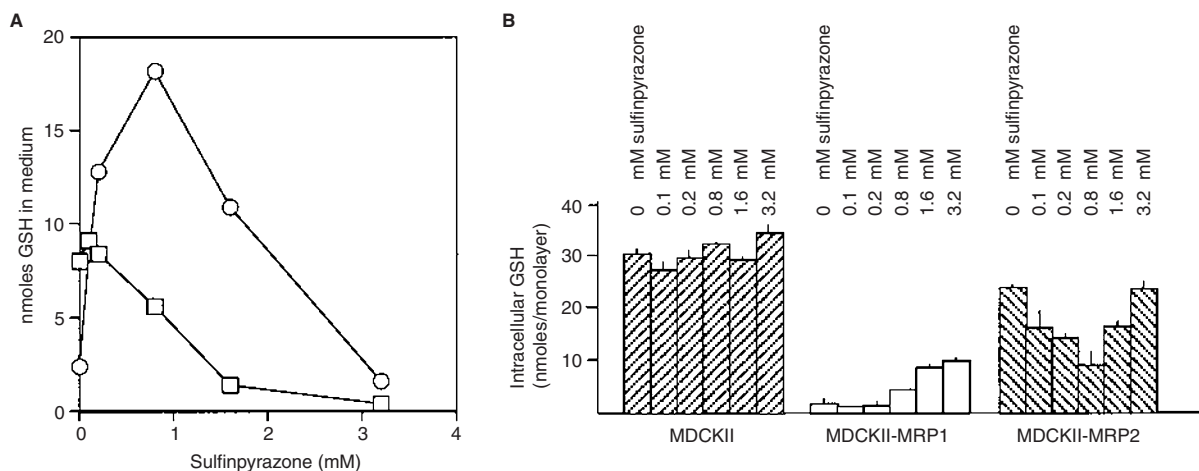 A
20
15
10
5
0
nmoles GSH in medium
0 1 2 3 4
Sulfinpyrazone (mM)
B
0 mM sulfinpyrazone
0.1 mM
0.2 mM
0.8 mM
1.6 mM
3.2 mM
0 mM sulfinpyrazone
0.1 mM
0.2 mM
0.8 mM
1.6 mM
3.2 mM
0 mM sulfinpyrazone
0.1 mM
0.2 mM
0.8 mM
1.6 mM
3.2 mM
40
30
20
10
Intracellular GSH
(nmoles/monolayer)
MDCKII MDCKII-MRP1 MDCKII-MRP2